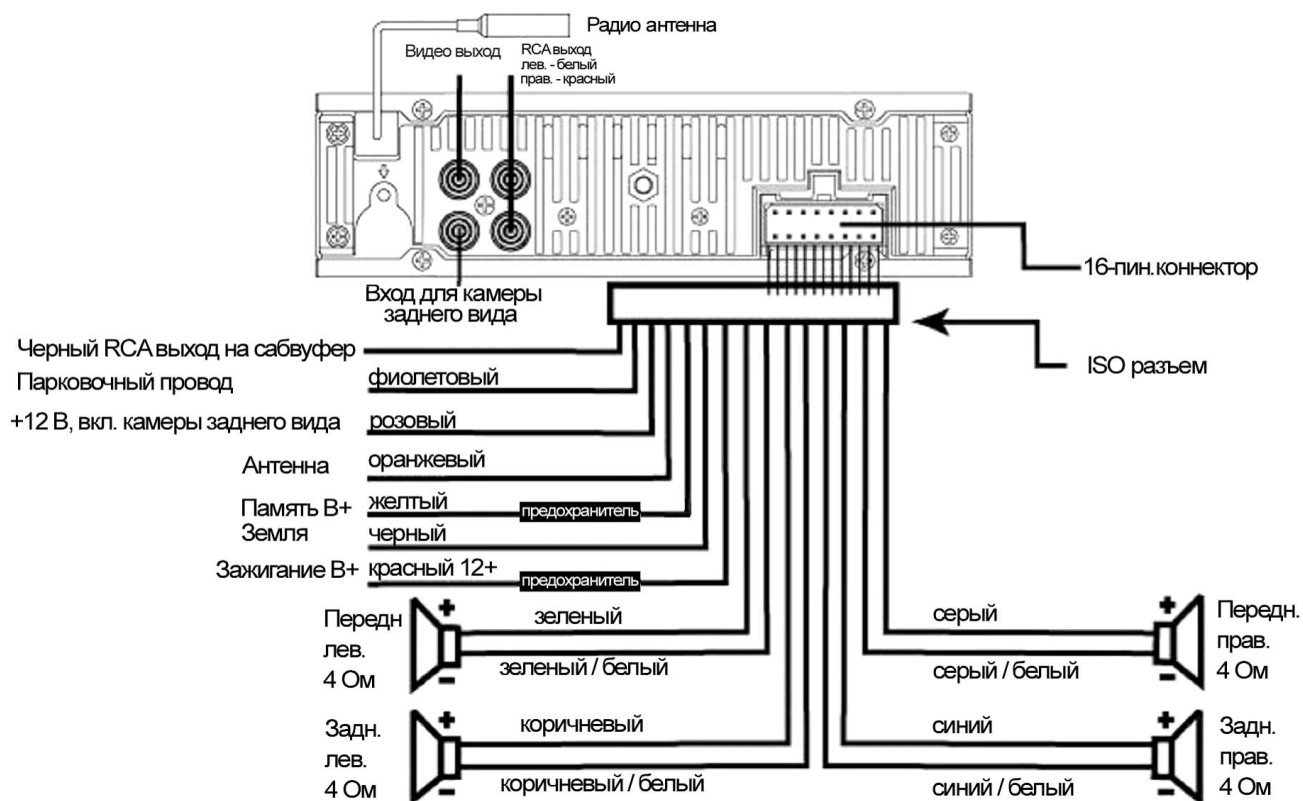 Радио антенна
Видео выход
RCA выход
лев. - белый
прав. - красный
16-пин. коннектор
Вход для камеры
заднего вида
ISO разъем
Черный RCA выход на сабвуфер
Парковочный провод
фиолетовый
+12 В, вкл. камеры заднего вида
розовый
Антенна
оранжевый
Память В+
желтый
предохранитель
Земля
черный
Зажигание В+
красный 12+
предохранитель
Передн
лев.
4 Ом
+
-
зеленый
зеленый / белый
серый
серый / белый
+
-
Передн.
прав.
4 Ом
Задн.
лев.
4 Ом
+
-
коричневый
коричневый / белый
синий
синий / белый
+
-
Задн.
прав.
4 Ом